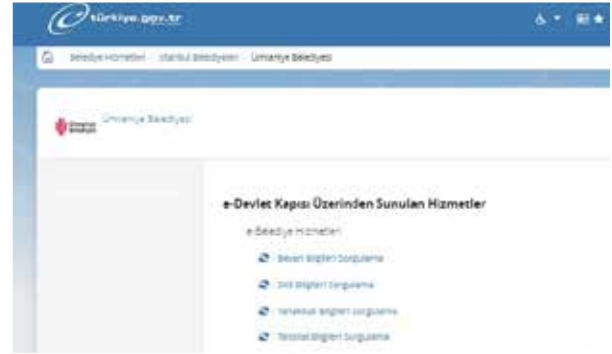 türkiye.gov.tr
Belediye Hizmetleri İstanbul Belediyeleri Ümraniye Belediyesi
Ümraniye Belediyesi
e-Devlet Kapısı Üzerinden Sunulan Hizmetler
e-Belediye Hizmetleri
Beyan Bilgileri Sorgulama
Sicil Bilgileri Sorgulama
Tahakkuk Bilgileri Sorgulama
Tahsilat Bilgileri Sorgulama